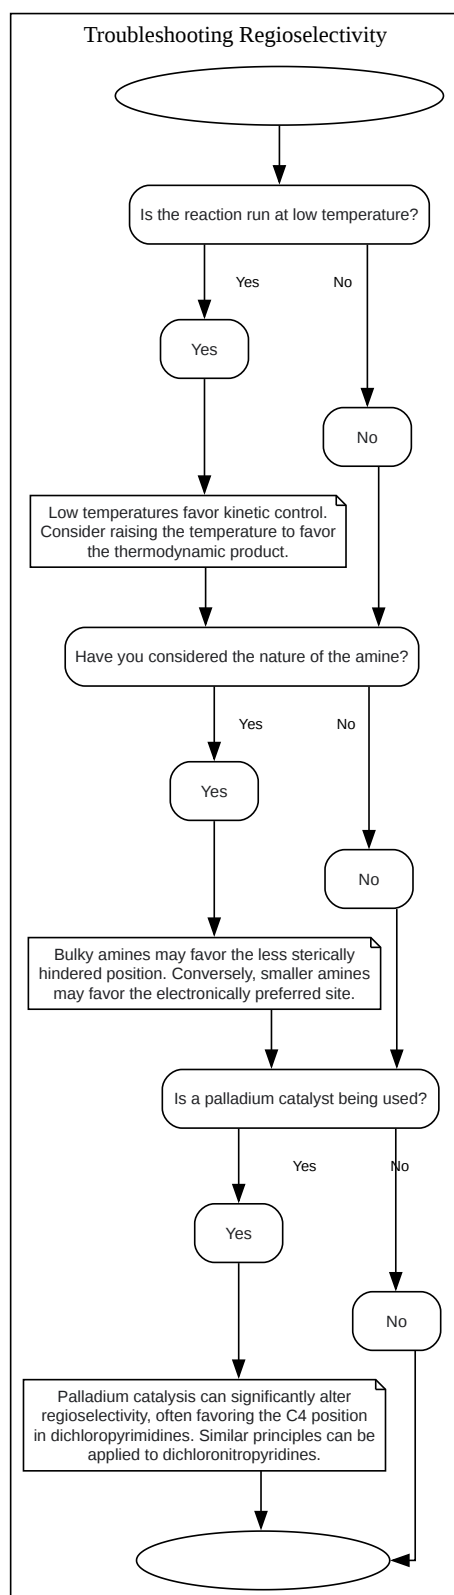 Troubleshooting Regioselectivity
Is the reaction run at low temperature?
Yes
No
Yes
No
Low temperatures favor kinetic control.
Consider raising the temperature to favor
the thermodynamic product.
Have you considered the nature of the amine?
Yes
No
Yes
No
Bulky amines may favor the less sterically
hindered position. Conversely, smaller amines
may favor the electronically preferred site.
Is a palladium catalyst being used?
Yes
No
Yes
No
Palladium catalysis can significantly alter
regioselectivity, often favoring the C4 position
in dichloropyrimidines. Similar principles can be
applied to dichloronitropyridines.